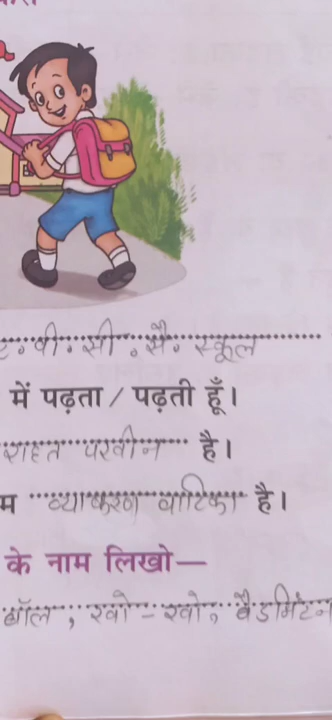 पी॰सी॰सै॰ स्कूल
में पढ़ता / पढ़ती हूँ।
राहत परवीन है।
म व्याकरण वाटिका है।
के नाम लिखो—
बॉल, खो-खो, बैडमिंटन